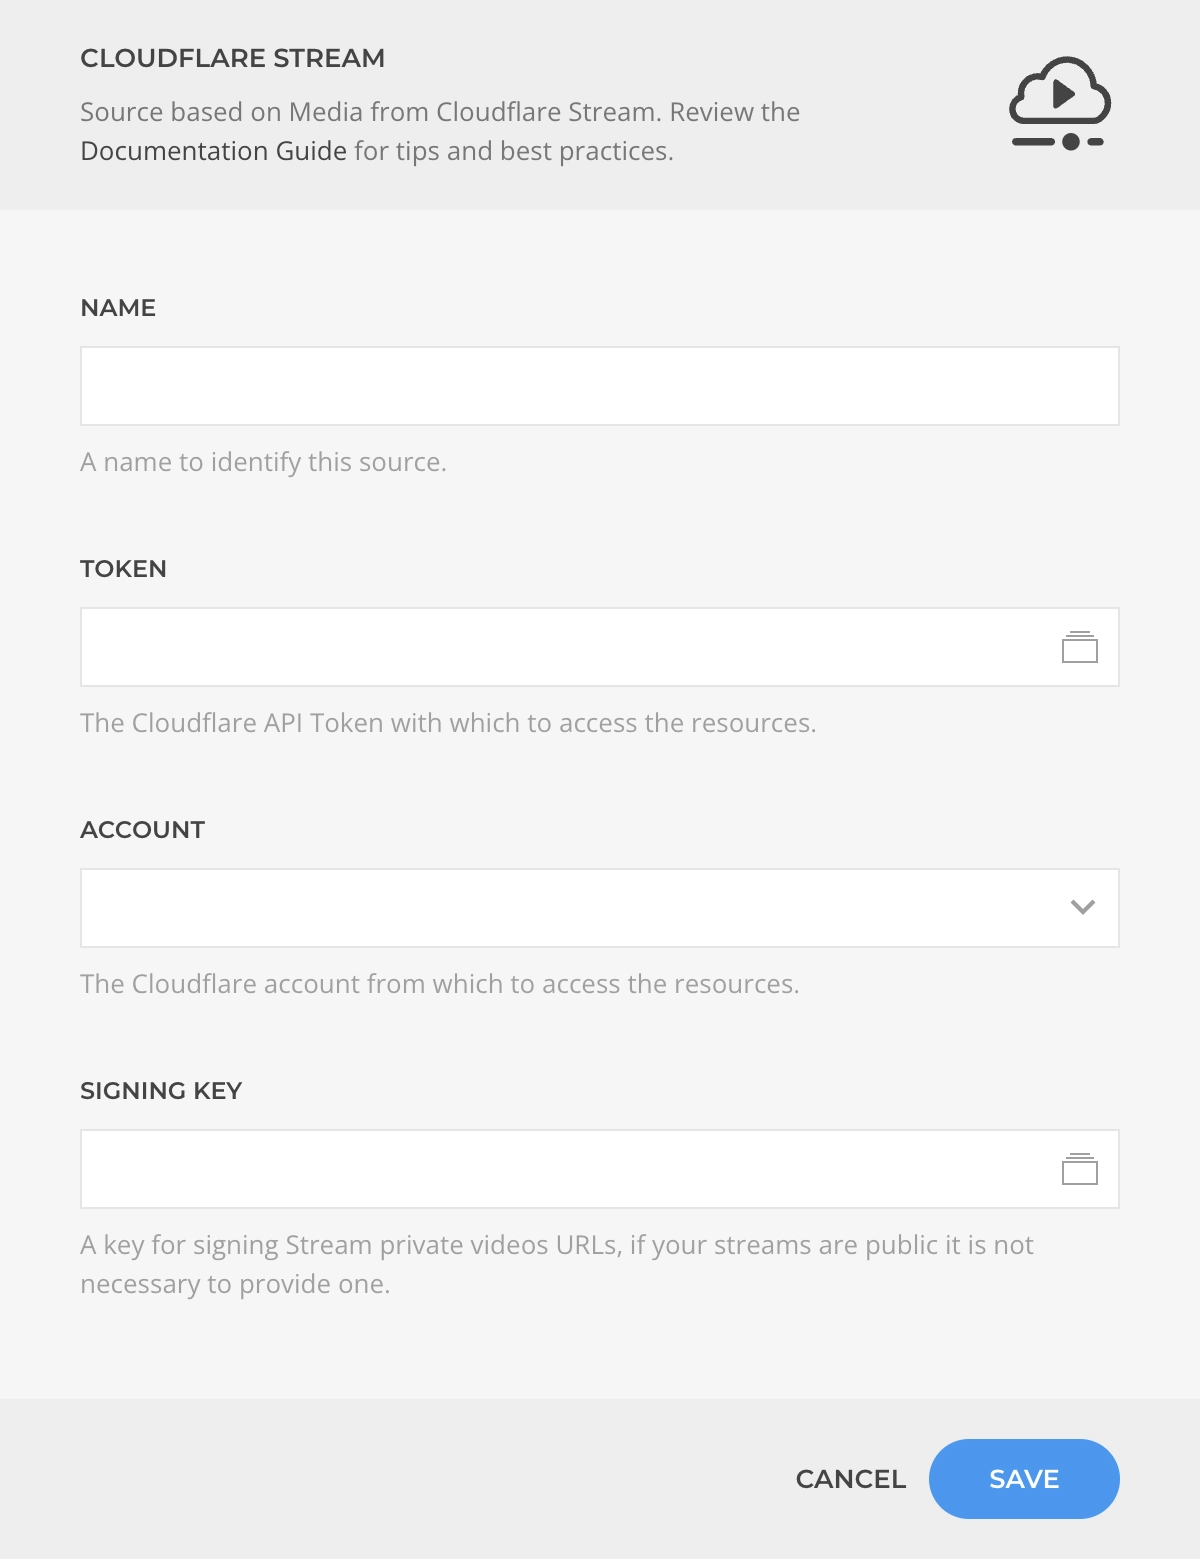 CLOUDFLARE STREAM
Source based on Media from Cloudflare Stream. Review the
Documentation Guide for tips and best practices.
NAME
A name to identify this source.
TOKEN
The Cloudflare API Token with which to access the resources.
ACCOUNT
The Cloudflare account from which to access the resources.
SIGNING KEY
A key for signing Stream private videos URLs, if your streams are public it is not
necessary to provide one.
CANCEL SAVE